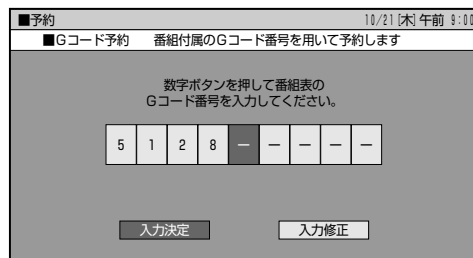 ■予約 10/21[木]午前 9:00
■Gコード予約 番組付属のGコード番号を用いて予約します
数字ボタンを押して番組表の
Gコード番号を入力してください。
5 1 2 8 － － － － －
入力決定 入力修正